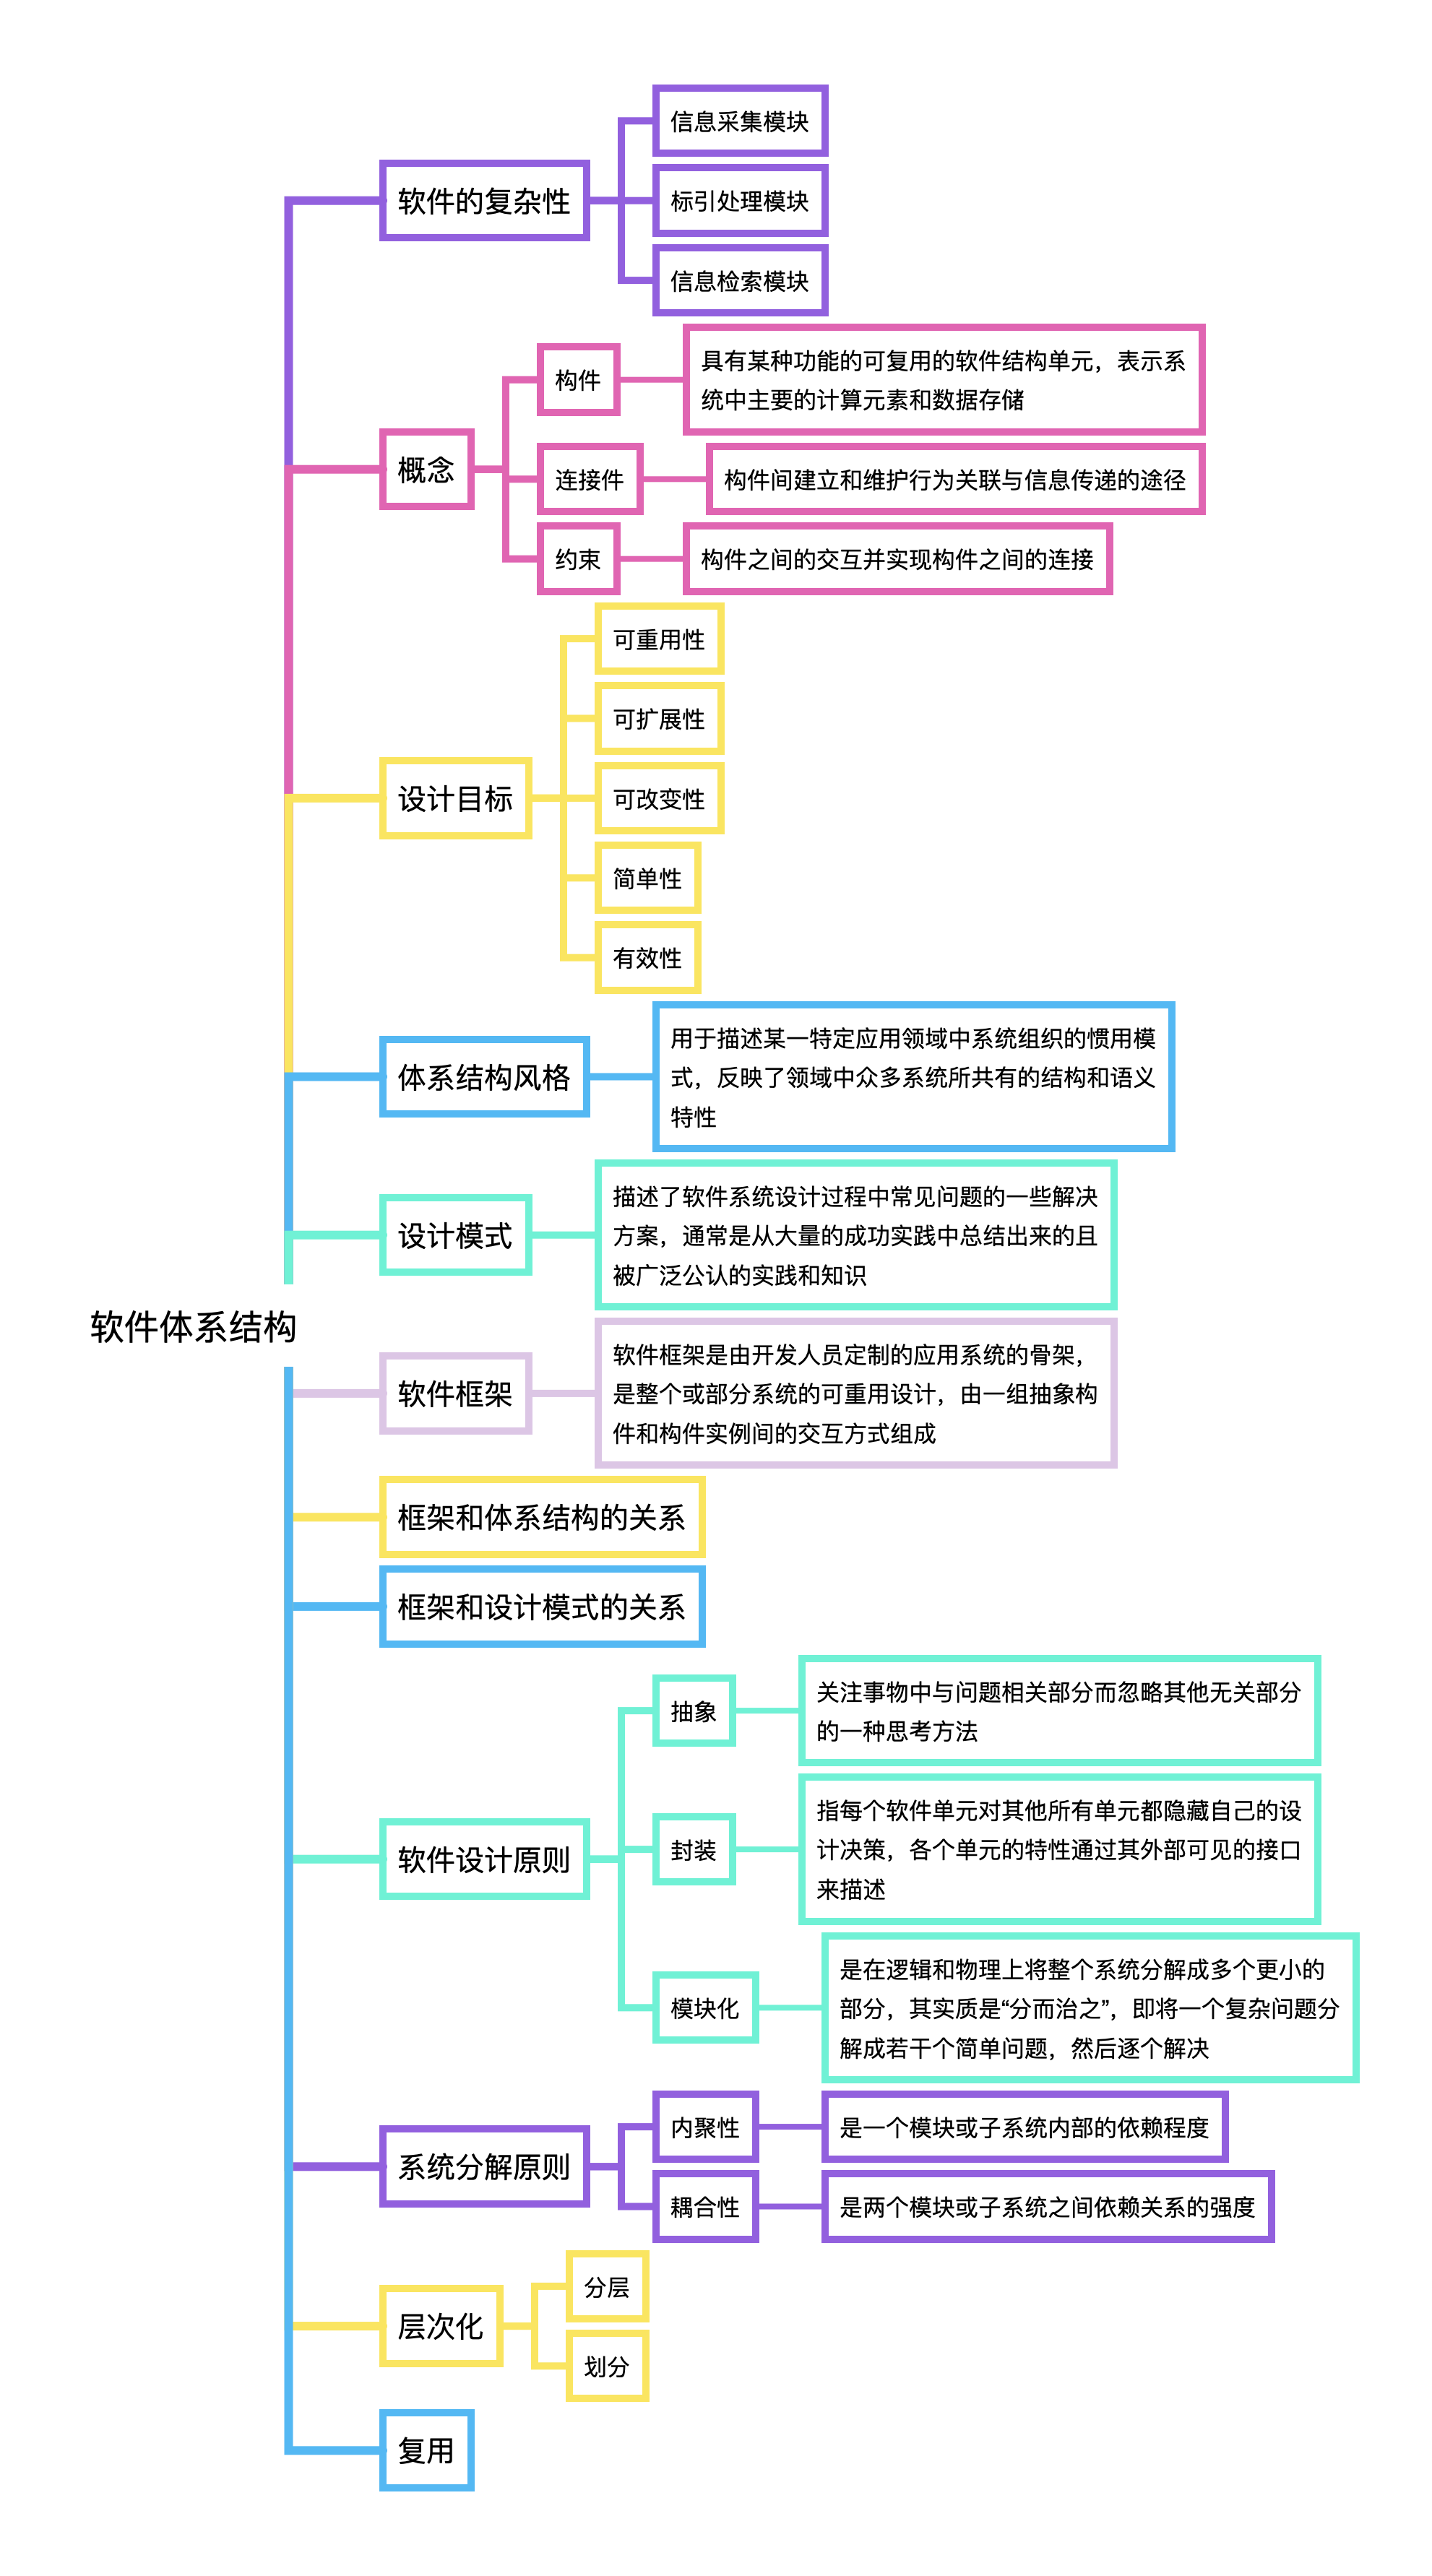 软件体系结构
软件的复杂性
信息采集模块
标引处理模块
信息检索模块
概念
构件
具有某种功能的可复用的软件结构单元，表示系
统中主要的计算元素和数据存储
连接件
构件间建立和维护行为关联与信息传递的途径
约束
构件之间的交互并实现构件之间的连接
设计目标
可重用性
可扩展性
可改变性
简单性
有效性
体系结构风格
用于描述某一特定应用领域中系统组织的惯用模
式，反映了领域中众多系统所共有的结构和语义
特性
设计模式
描述了软件系统设计过程中常见问题的一些解决
方案，通常是从大量的成功实践中总结出来的且
被广泛公认的实践和知识
软件框架
软件框架是由开发人员定制的应用系统的骨架，
是整个或部分系统的可重用设计，由一组抽象构
件和构件实例间的交互方式组成
框架和体系结构的关系
框架和设计模式的关系
软件设计原则
抽象
关注事物中与问题相关部分而忽略其他无关部分
的一种思考方法
封装
指每个软件单元对其他所有单元都隐藏自己的设
计决策，各个单元的特性通过其外部可见的接口
来描述
模块化
是在逻辑和物理上将整个系统分解成多个更小的
部分，其实质是“分而治之”，即将一个复杂问题分
解成若干个简单问题，然后逐个解决
系统分解原则
内聚性
是一个模块或子系统内部的依赖程度
耦合性
是两个模块或子系统之间依赖关系的强度
层次化
分层
划分
复用